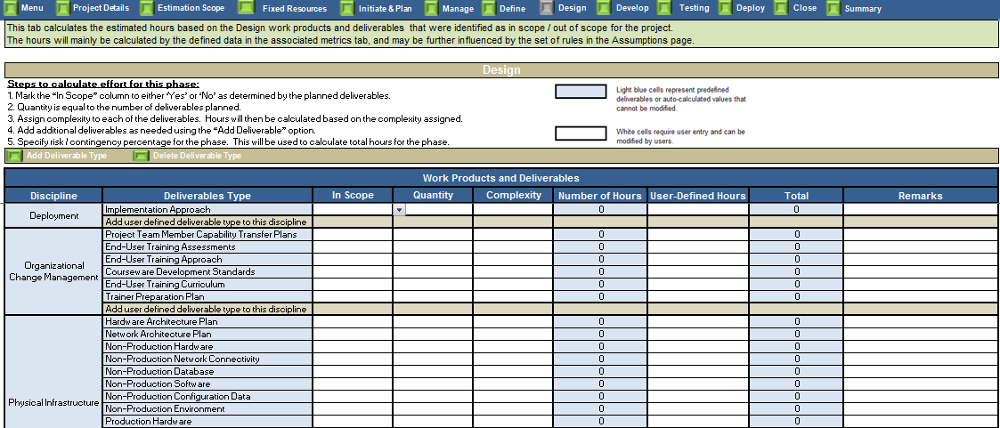 Menu Project Details Estimation Scope Fixed Resources Initiate & Plan Manage Define Design Develop Testing Deploy Close Summary
This tab calculates the estimated hours based on the Design work products and deliverables that were identified as in scope / out of scope for the project.
The hours will mainly be calculated by the defined data in the associated metrics tab, and may be further influenced by the set of rules in the Assumptions page.
Design
Steps to calculate effort for this phase:
1. Mark the "In Scope" column to either 'Yes' or 'No' as determined by the planned deliverables.
2. Quantity is equal to the number of deliverables planned.
3. Assign complexity to each of the deliverables. Hours will then be calculated based on the complexity assigned.
4. Add additional deliverables as needed using the "Add Deliverable" option.
5. Specify risk / contingency percentage for the phase. This will be used to calculate total hours for the phase.
Light blue cells represent predefined
deliverables or auto-calculated values that
cannot be modified.
White cells require user entry and can be
modified by users.
Add Deliverable Type Delete Deliverable Type
Work Products and Deliverables
Discipline Deliverables Type In Scope Quantity Complexity Number of Hours User-Defined Hours Total Remarks
Deployment
Implementation Approach 0 0
Add user defined deliverable type to this discipline
Organizational
Change Management
Project Team Member Capability Transfer Plans 0 0
End-User Training Assessments 0 0
End-User Training Approach 0 0
Courseware Development Standards 0 0
End-User Training Curriculum 0 0
Trainer Preparation Plan 0 0
Add user defined deliverable type to this discipline
Physical Infrastructure
Hardware Architecture Plan 0 0
Network Architecture Plan 0 0
Non-Production Hardware 0 0
Non-Production Network Connectivity 0 0
Non-Production Database 0 0
Non-Production Software 0 0
Non-Production Configuration Data 0 0
Non-Production Environment 0 0
Production Hardware 0 0